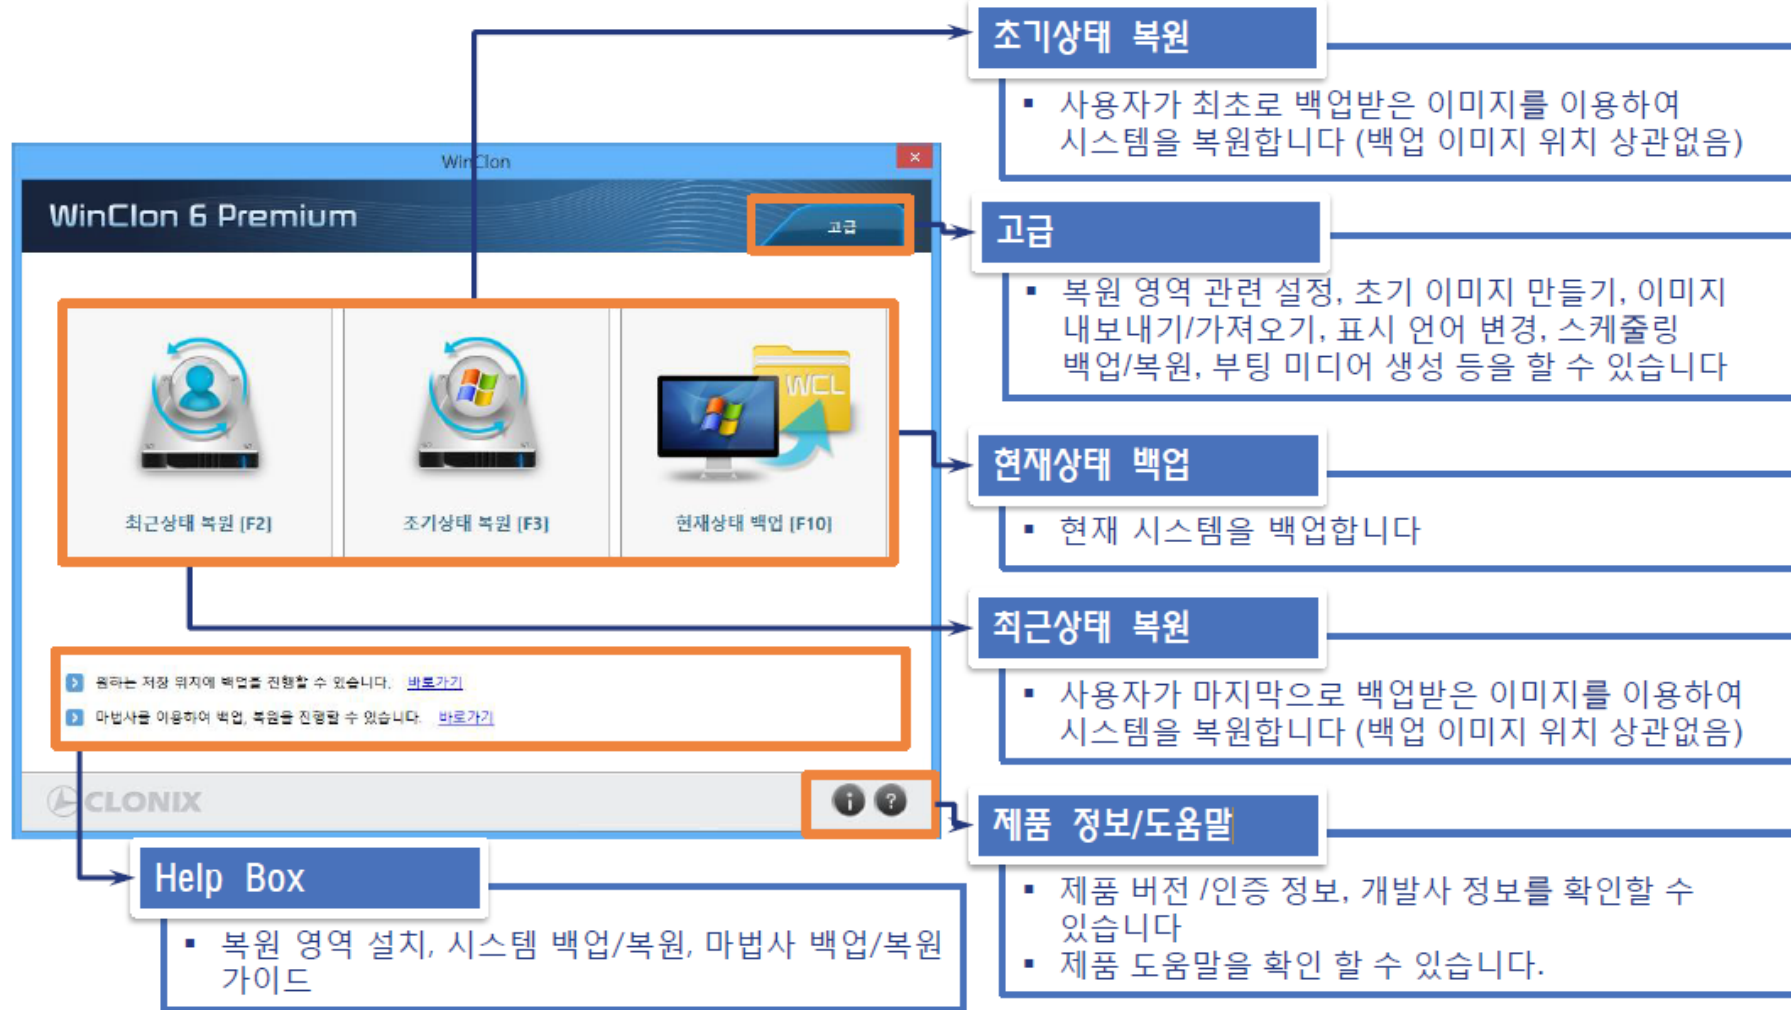 초기상태 복원
▪ 사용자가 최초로 백업받은 이미지를 이용하여
시스템을 복원합니다 (백업 이미지 위치 상관없음)
WinClon
WinClon 6 Premium
고급
고급
▪ 복원 영역 관련 설정, 초기 이미지 만들기, 이미지
내보내기/가져오기, 표시 언어 변경, 스케줄링
백업/복원, 부팅 미디어 생성 등을 할 수 있습니다
WCL
최근상태 복원 [F2]
초기상태 복원 [F3]
현재상태 백업 [F10]
현재상태 백업
▪ 현재 시스템을 백업합니다
최근상태 복원
▪ 사용자가 마지막으로 백업받은 이미지를 이용하여
시스템을 복원합니다 (백업 이미지 위치 상관없음)
원하는 저장 위치에 백업을 진행할 수 있습니다. 바로가기
마법사를 이용하여 백업, 복원을 진행할 수 있습니다. 바로가기
CLONIX
제품 정보/도움말
▪ 제품 버전 /인증 정보, 개발사 정보를 확인할 수
있습니다
▪ 제품 도움말을 확인 할 수 있습니다.
Help Box
▪ 복원 영역 설치, 시스템 백업/복원, 마법사 백업/복원
가이드